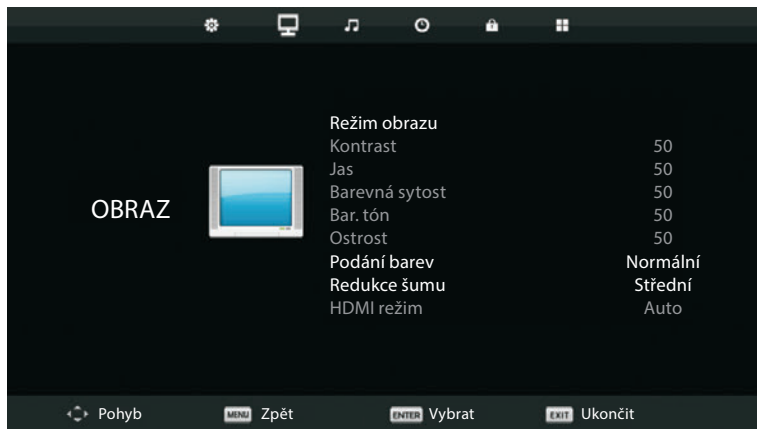 Režim obrazu
Kontrast 50
Jas 50
Barevná sytost 50
OBRAZ
Bar. tón 50
Ostrost 50
Podání barev Normální
Redukce šumu Střední
HDMI režim Auto
Pohyb MENU Zpět ENTER Vybrat EXIT Ukončit